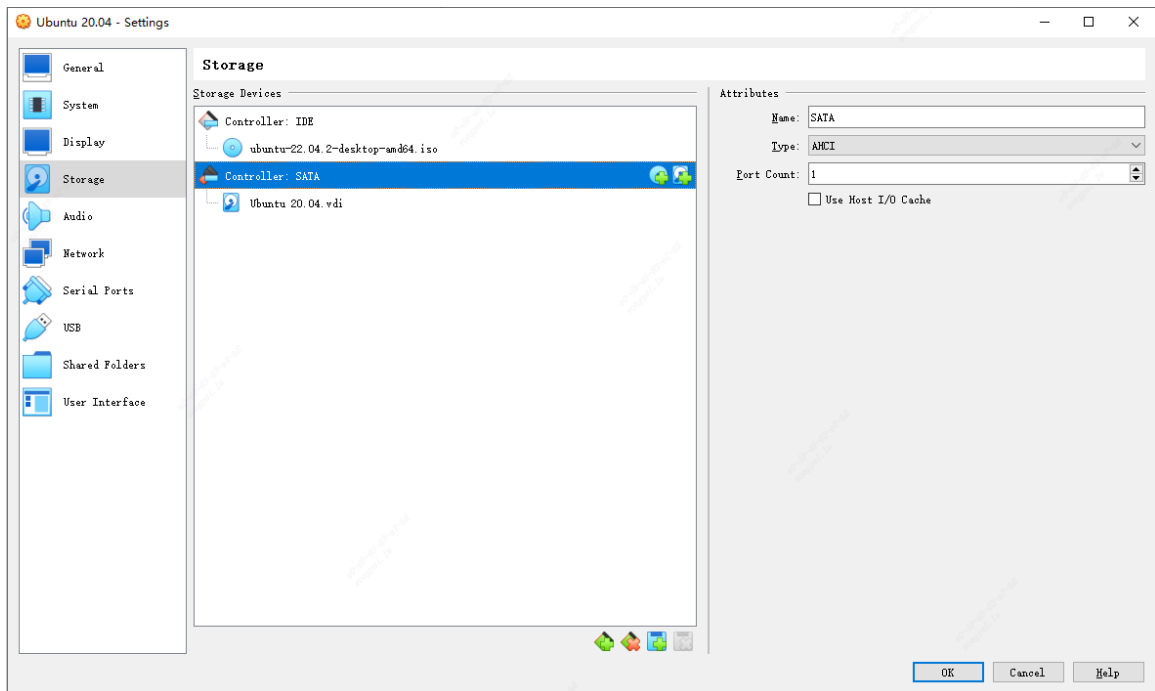 Ubuntu 20.04 - Settings
General
System
Display
Storage
Audio
Network
Serial Ports
USB
Shared Folders
User Interface
Storage
Storage Devices
Controller: IDE
ubuntu-22.04.2-desktop-amd64.iso
Controller: SATA
Ubuntu 20.04.vdi
Attributes
Name: SATA
Type: AHCI
Port Count: 1
Use Host I/O Cache
OK Cancel Help